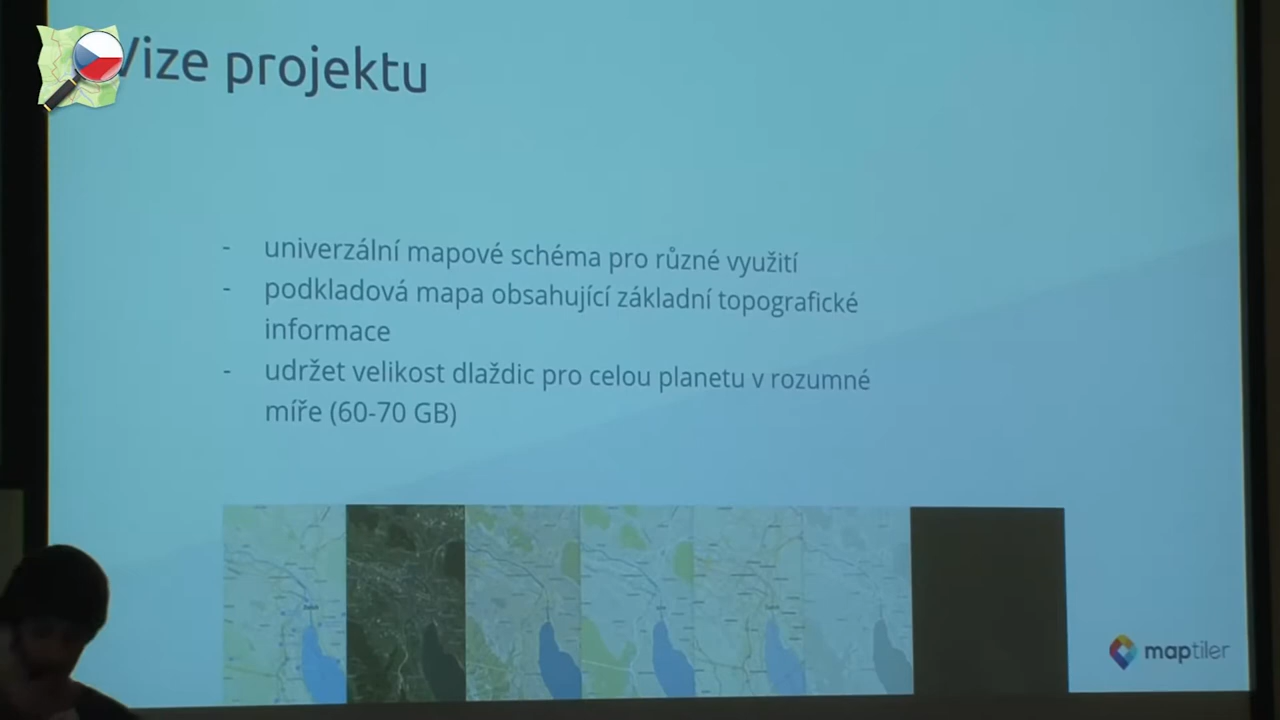 Vize projektu
- univerzální mapové schéma pro různé využití
- podkladová mapa obsahující základní topografické
informace
- udržet velikost dlaždic pro celou planetu v rozumné
míře (60-70 GB)
maptiler